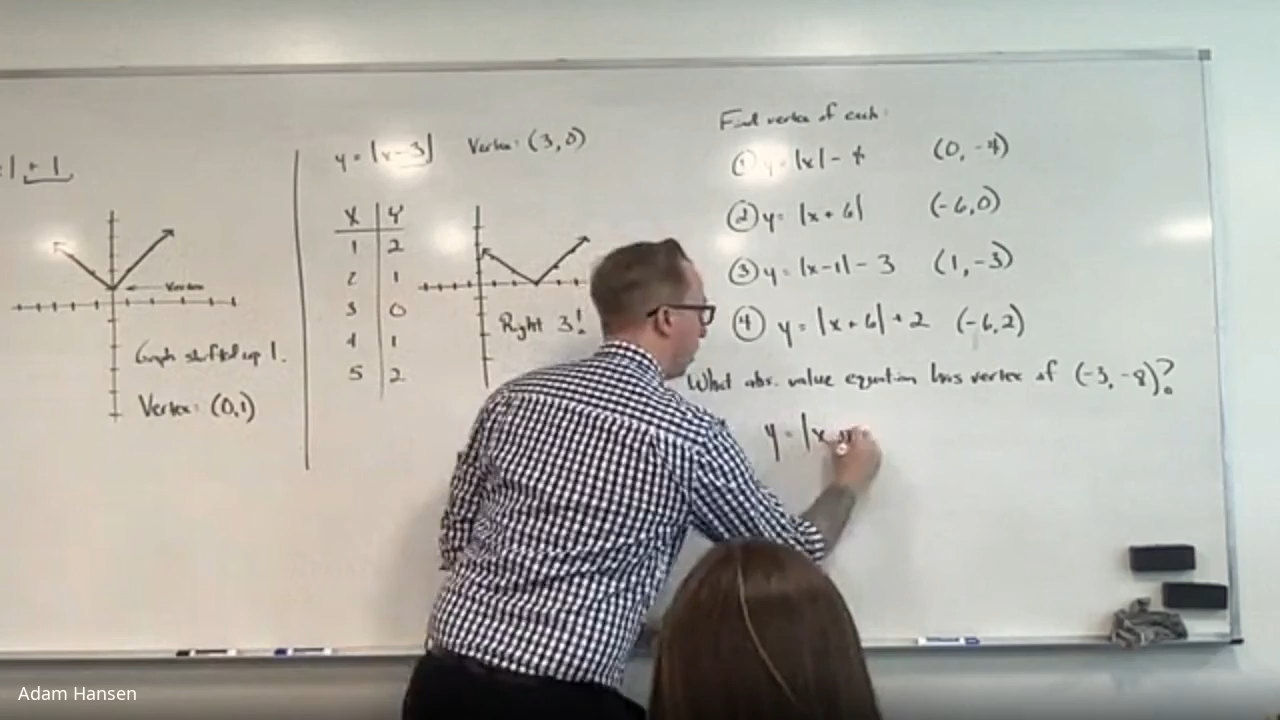 | + 1
Vertex
Graph shifted up 1.
Vertex: (0,1)
y = |x-3| Vertex: (3,0)
X Y
1 2
2 1
3 0
4 1
5 2
Right 3!
Find vertex of each:
① y = |x| - 4 (0, -4)
② y = |x + 6| (-6,0)
③ y = |x-1| - 3 (1, -3)
④ y = |x + 6| + 2 (-6,2)
What abs. value equation has vertex of (-3, -8)?
y = |x
Adam Hansen